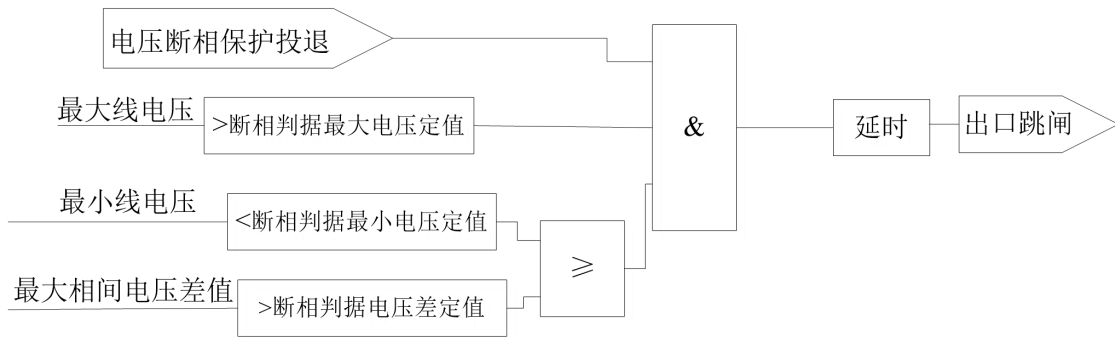 电压断相保护投退
最大线电压
>断相判据最大电压定值
&
延时
出口跳闸
最小线电压
<断相判据最小电压定值
⩾
最大相间电压差值
>断相判据电压差定值